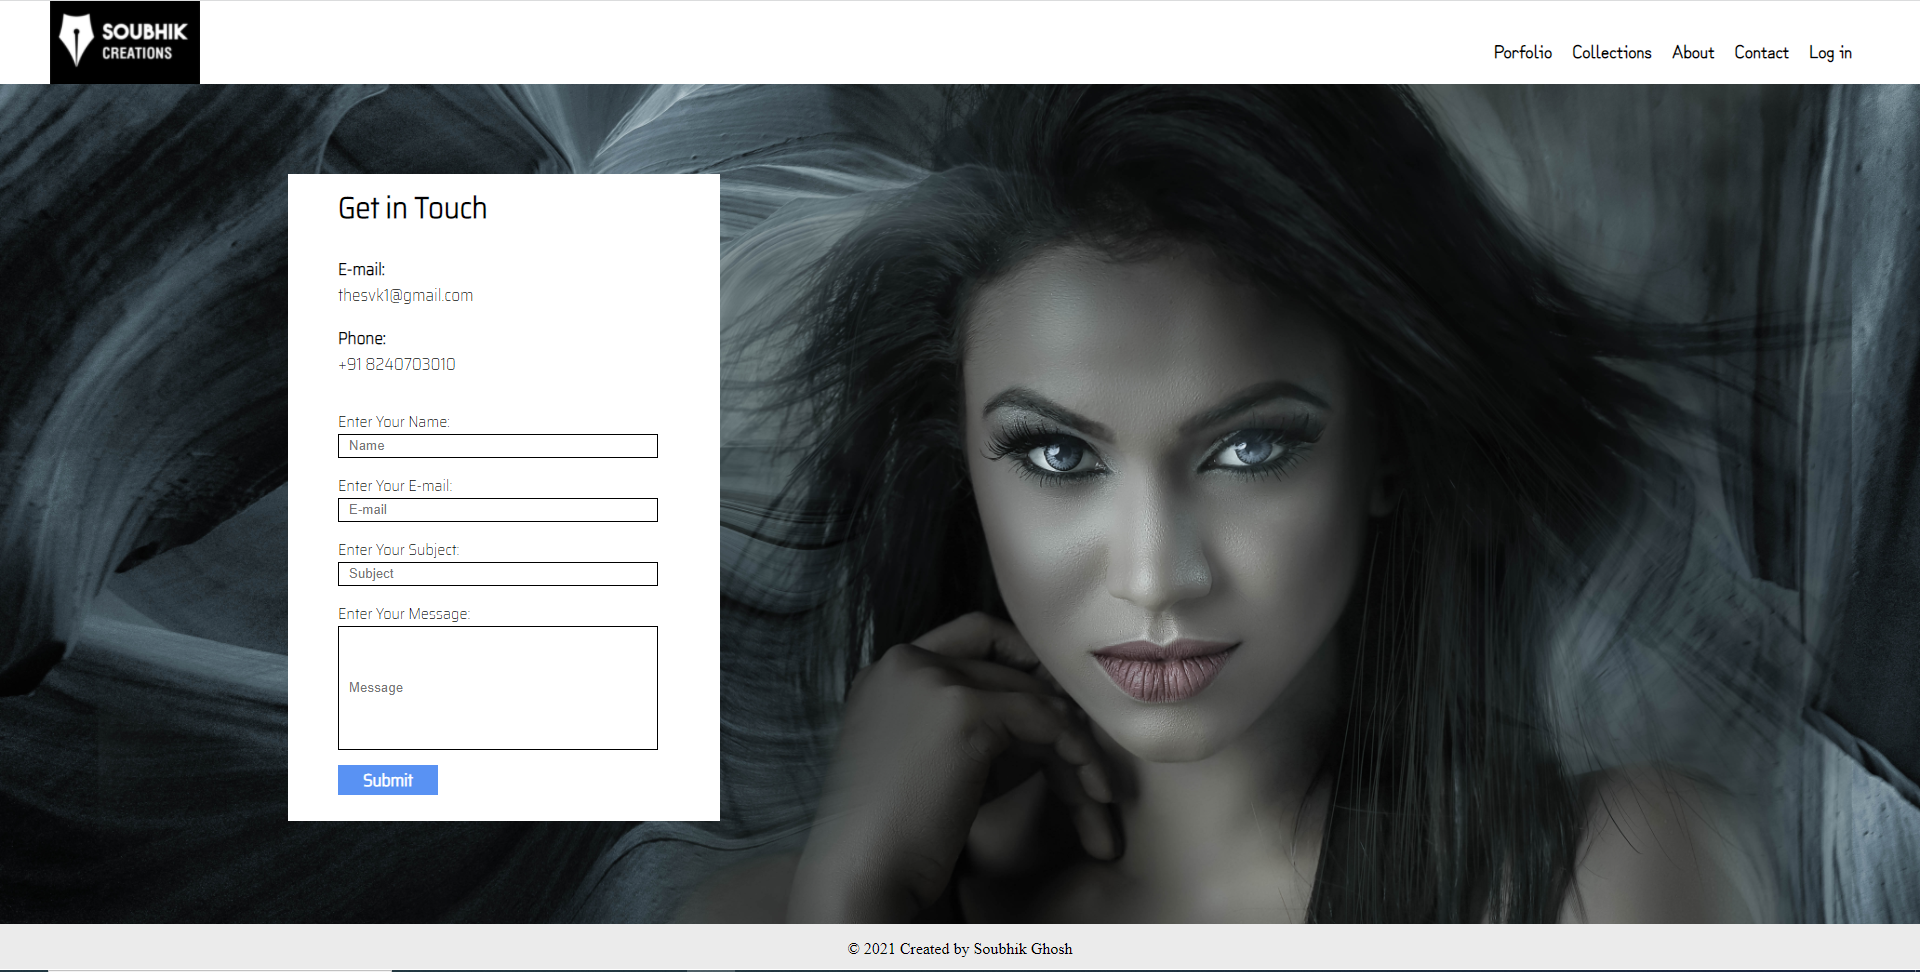 SOUBHIK
CREATIONS
Porfolio Collections About Contact Log in
Get in Touch
E-mail:
thesvk1@gmail.com
Phone:
+91 8240703010
Enter Your Name:
Name
Enter Your E-mail:
E-mail
Enter Your Subject:
Subject
Enter Your Message:
Message
Submit
© 2021 Created by Soubhik Ghosh